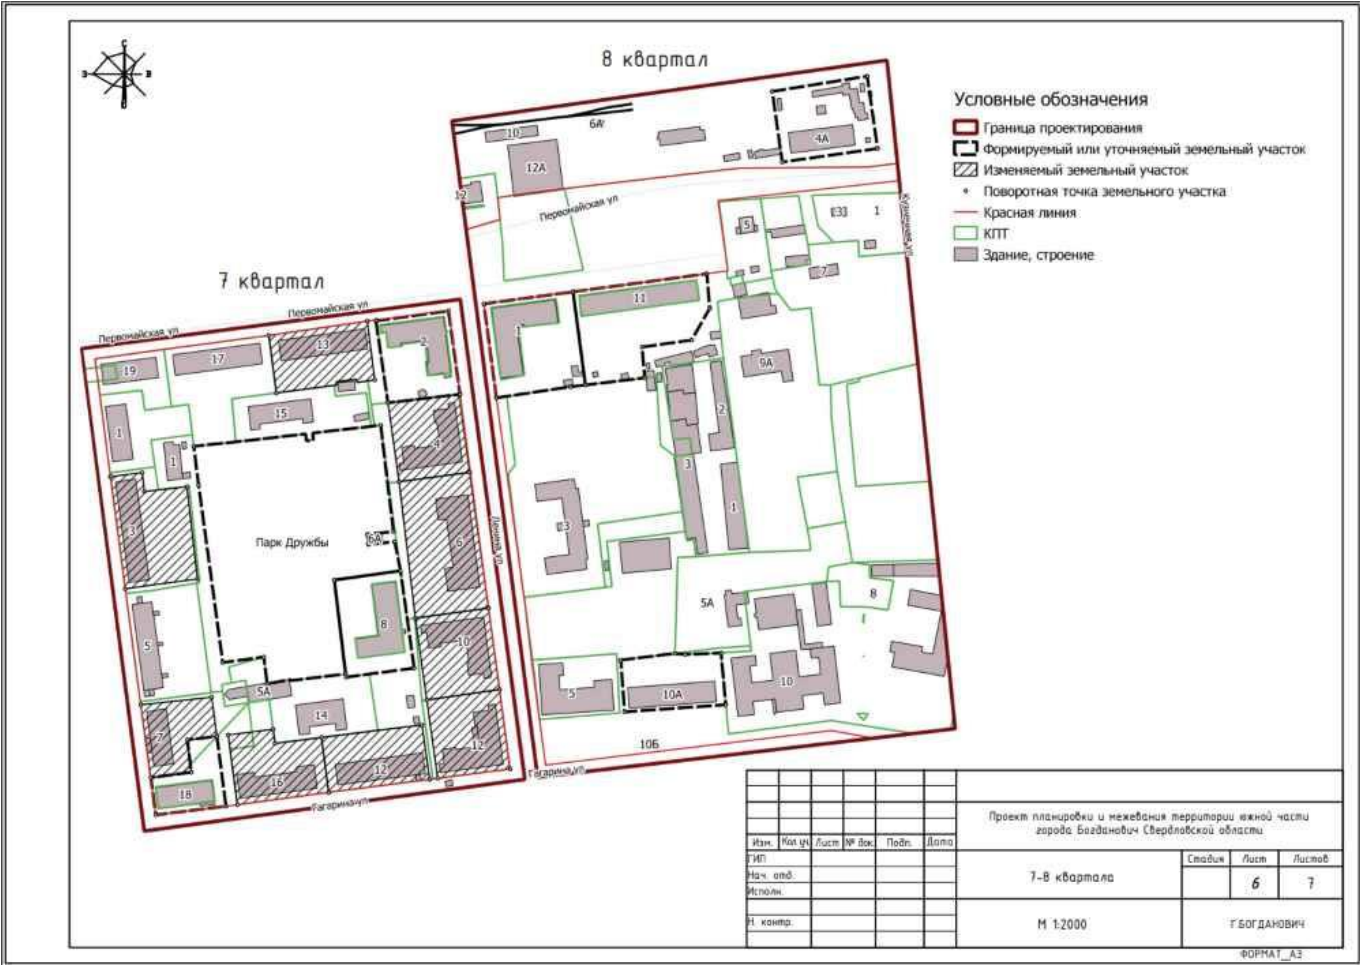 8 квартал
С
З
В
Ю
Условные обозначения
Граница проектирования
Формируемый или уточняемый земельный участок
Изменяемый земельный участок
Поворотная точка земельного участка
Красная линия
КПТ
Здание, строение
10
6А
4А
12А
12
Первомайская ул
Кузнечная ул
5
3
1
7
7 квартал
Первомайская ул
Первомайская ул
19
17
13
2
1
11
9А
15
4
1
1
2
3
3
Парк Дружбы
6А
6
Ленина ул
3
1
5
8
10
5А
8
5А
14
7
12
5
10А
10
18
16
12
10Б
Гагарина ул
Гагарина ул
Проект планировки и межевания территории южной части
города Богданович Свердловской области
Изм.
Кол.уч
Лист
№ док.
Подп.
Дата
ГИП
Нач. отд.
Исполн.
Н. контр.
7-8 квартала
Стадия
Лист
Листов
6
7
М 1:2000
Г.БОГДАНОВИЧ
ФОРМАТ_А3